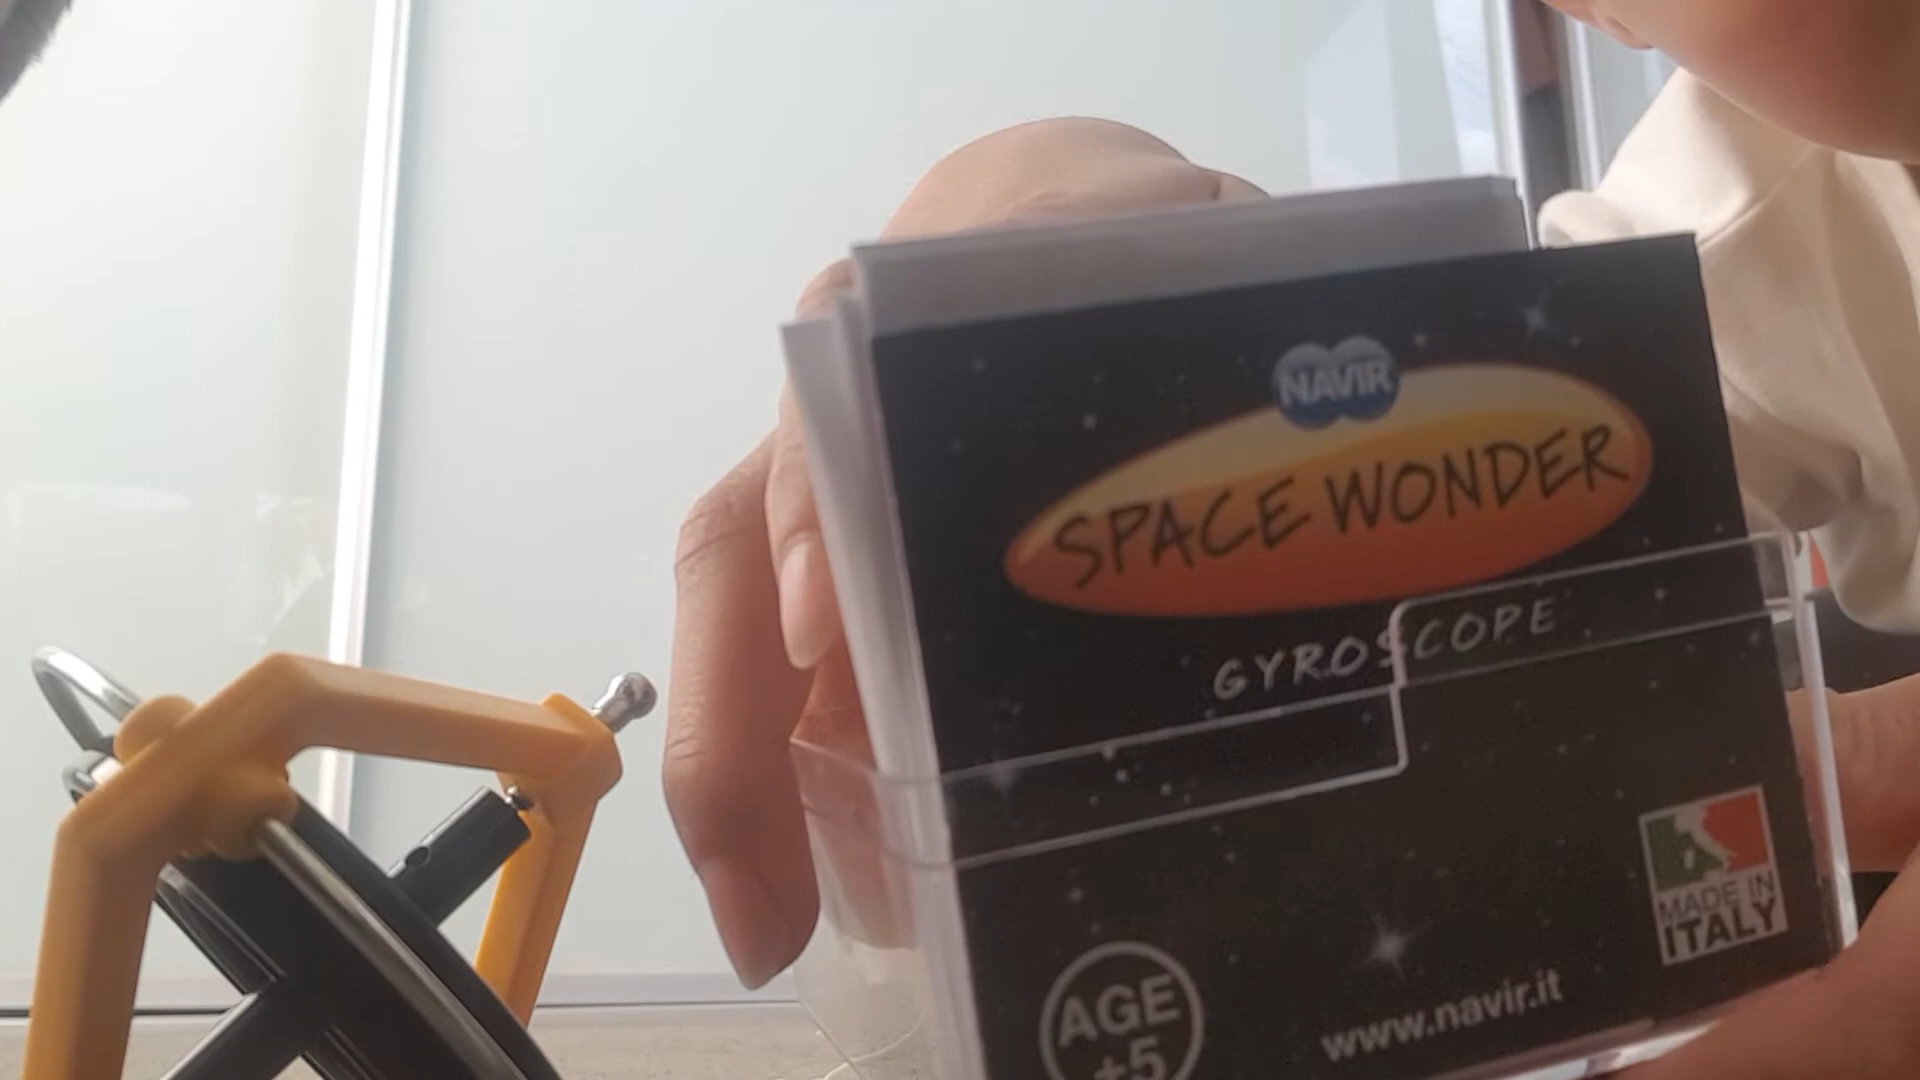 NAVIR
SPACE WONDER
GYROSCOPE
MADE IN
ITALY
AGE
+5
www.navir.it